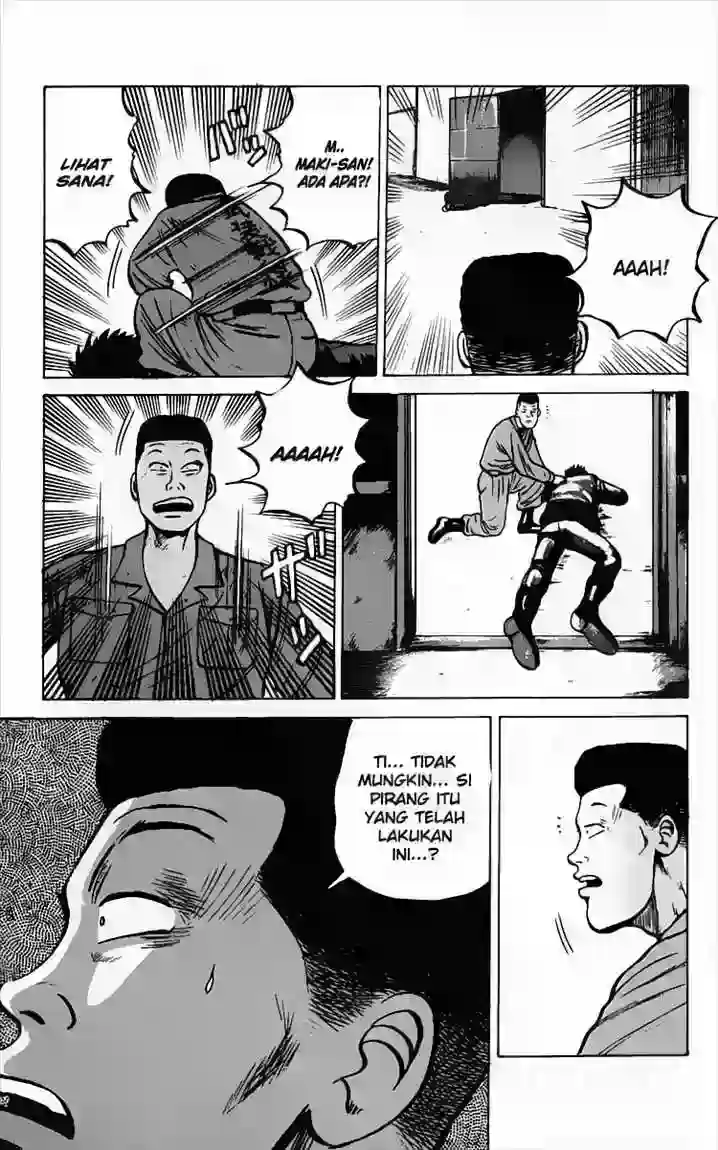 M..
MAKI-SAN!
ADA APA?!
LIHAT
SANA!
AAAH!
AAAAH!
TI... TIDAK
MUNGKIN... SI
PIRANG ITU
YANG TELAH
LAKUKAN
INI...?